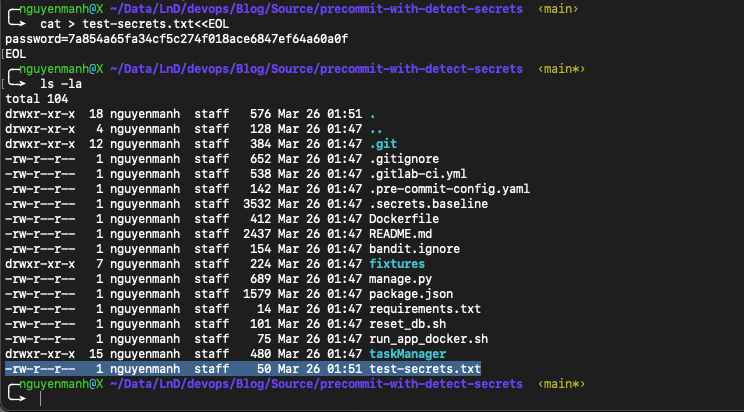 nguyenmanh@X ~/Data/LnD/devops/Blog/Source/precommit-with-detect-secrets ‹main›
cat > test-secrets.txt<<EOL
password=7a854a65fa34cf5c274f018ace6847ef64a60a0f
EOL
nguyenmanh@X ~/Data/LnD/devops/Blog/Source/precommit-with-detect-secrets ‹main*›
ls -la
total 104
drwxr-xr-x 18 nguyenmanh staff 576 Mar 26 01:51 .
drwxr-xr-x 4 nguyenmanh staff 128 Mar 26 01:47 ..
drwxr-xr-x 12 nguyenmanh staff 384 Mar 26 01:47 .git
-rw-r--r-- 1 nguyenmanh staff 652 Mar 26 01:47 .gitignore
-rw-r--r-- 1 nguyenmanh staff 538 Mar 26 01:47 .gitlab-ci.yml
-rw-r--r-- 1 nguyenmanh staff 142 Mar 26 01:47 .pre-commit-config.yaml
-rw-r--r-- 1 nguyenmanh staff 3532 Mar 26 01:47 .secrets.baseline
-rw-r--r-- 1 nguyenmanh staff 412 Mar 26 01:47 Dockerfile
-rw-r--r-- 1 nguyenmanh staff 2437 Mar 26 01:47 README.md
-rw-r--r-- 1 nguyenmanh staff 154 Mar 26 01:47 bandit.ignore
drwxr-xr-x 7 nguyenmanh staff 224 Mar 26 01:47 fixtures
-rw-r--r-- 1 nguyenmanh staff 689 Mar 26 01:47 manage.py
-rw-r--r-- 1 nguyenmanh staff 1579 Mar 26 01:47 package.json
-rw-r--r-- 1 nguyenmanh staff 14 Mar 26 01:47 requirements.txt
-rw-r--r-- 1 nguyenmanh staff 101 Mar 26 01:47 reset_db.sh
-rw-r--r-- 1 nguyenmanh staff 75 Mar 26 01:47 run_app_docker.sh
drwxr-xr-x 15 nguyenmanh staff 480 Mar 26 01:47 taskManager
-rw-r--r-- 1 nguyenmanh staff 50 Mar 26 01:51 test-secrets.txt
nguyenmanh@X ~/Data/LnD/devops/Blog/Source/precommit-with-detect-secrets ‹main*›